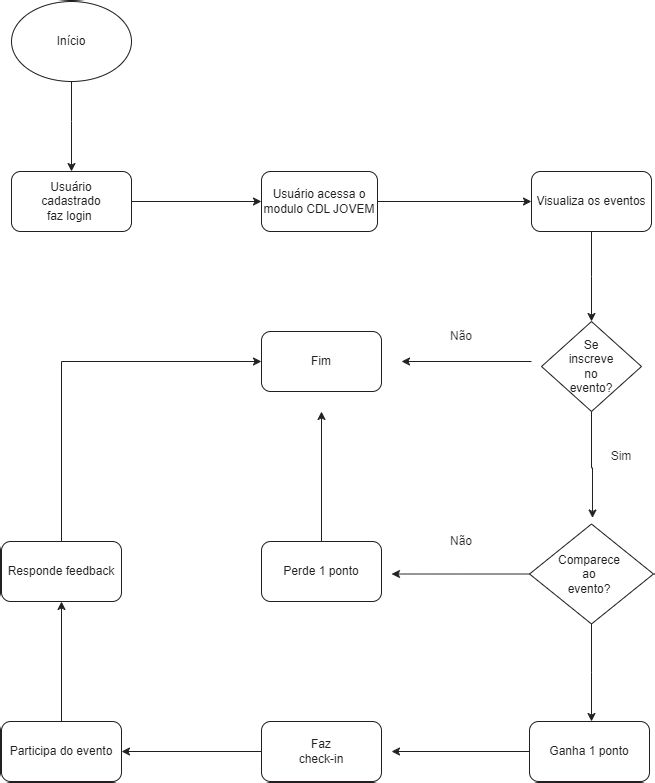 Início
Usuário
cadastrado
faz login
Usuário acessa o
modulo CDL JOVEM
Visualiza os eventos
Não
Se
inscreve
no
evento?
Fim
Sim
Não
Comparece
ao
evento?
Perde 1 ponto
Responde feedback
Ganha 1 ponto
Faz
check-in
Participa do evento